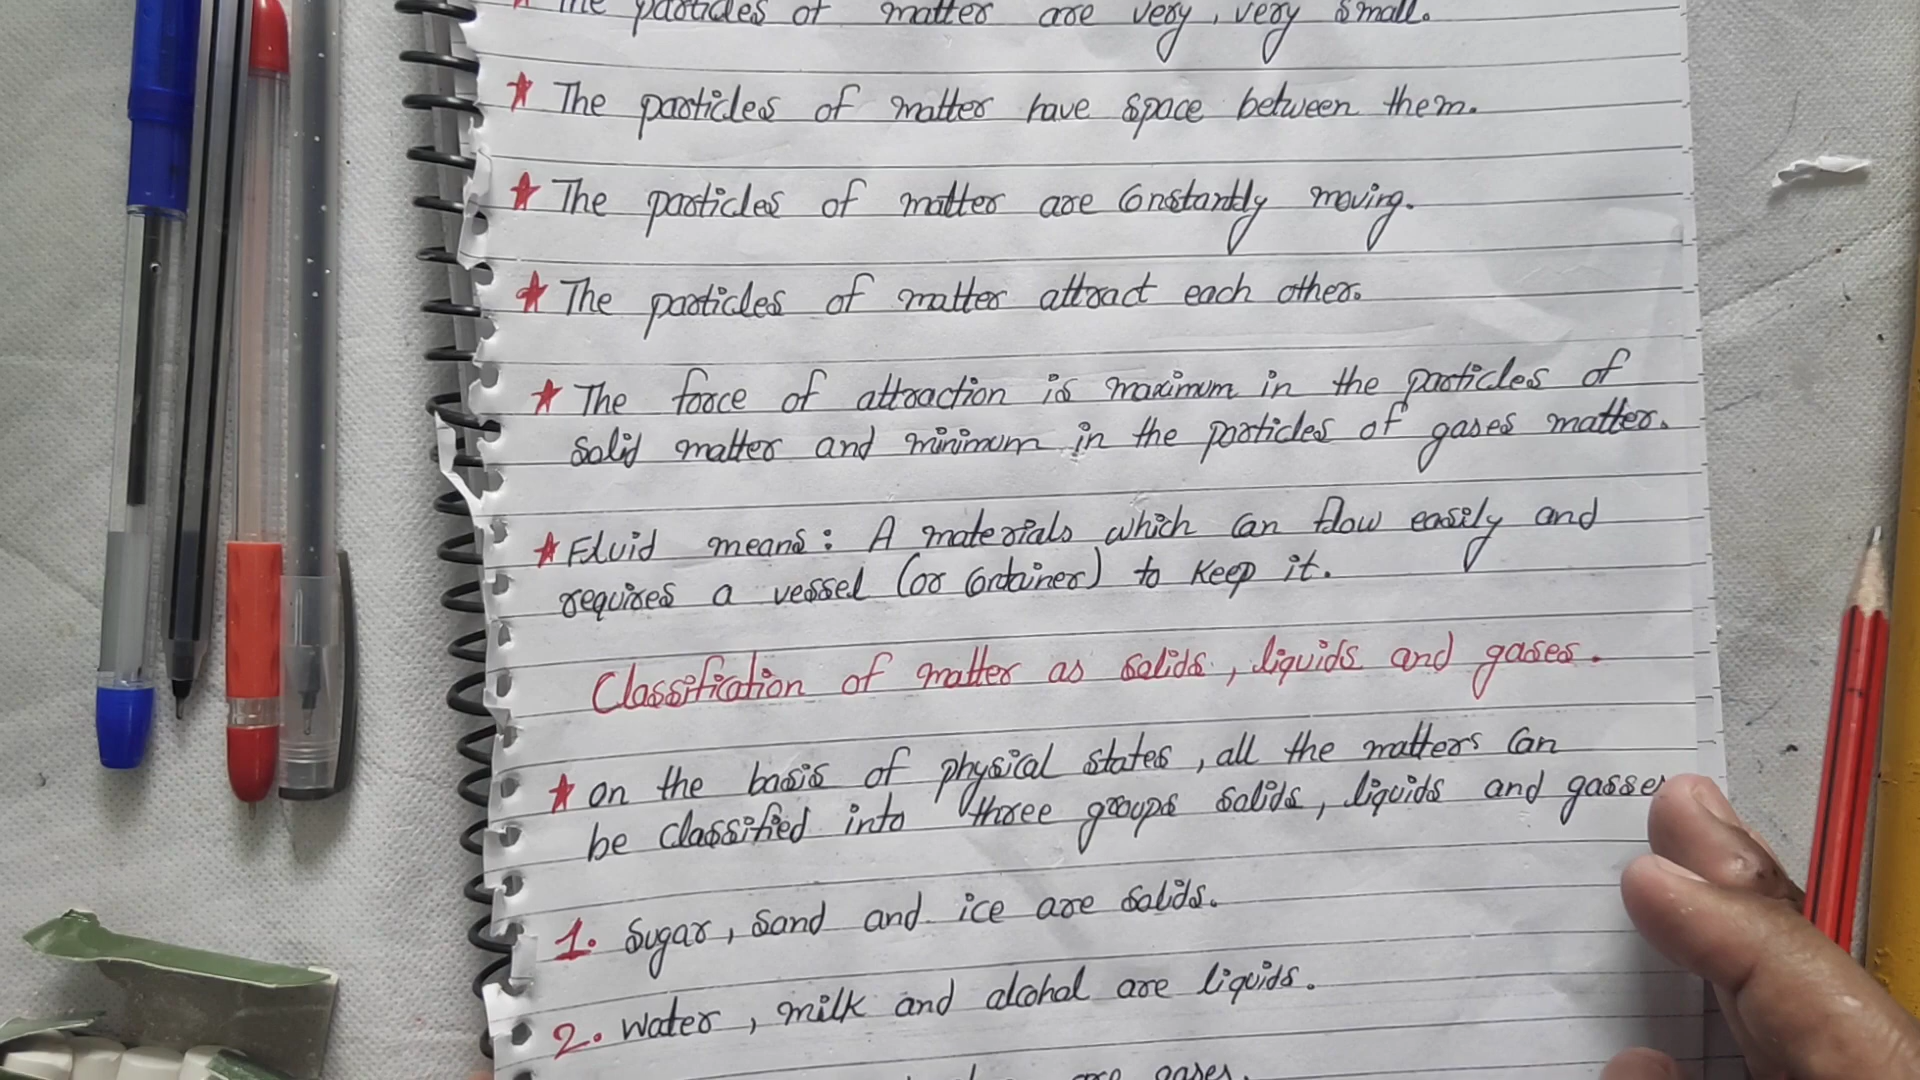 The particles of matter are very, very small.
★ The particles of matter have space between them.
★ The particles of matter are constantly moving.
★ The particles of matter attract each other.
★ The force of attraction is maximum in the particles of
solid matter and minimum in the particles of gases matter.
★ Fluid means: A materials which can flow easily and
requires a vessel (or container) to keep it.
Classification of matter as solids, liquids and gases.
★ on the basis of physical states, all the matters can
be classified into three groups solids, liquids and gasses
1. Sugar, sand and ice are solids.
2. Water, milk and alcohol are liquids.
are gases.